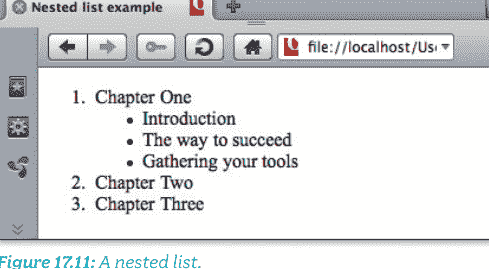 Nested list example
file://localhost/Us
1. Chapter One
• Introduction
• The way to succeed
• Gathering your tools
2. Chapter Two
3. Chapter Three
Figure 17.11: A nested list.